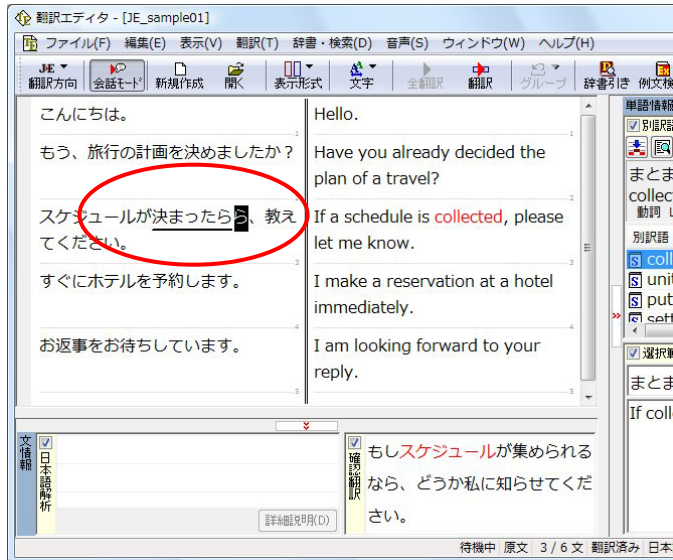 翻訳エディタ - [JE_sample01]
ファイル(F) 編集(E) 表示(V) 翻訳(T) 辞書・検索(D) 音声(S) ウィンドウ(W) ヘルプ(H)
翻訳方向 会話モード 新規作成 開く 表示形式 文字 全翻訳 翻訳 グループ 辞書引き 例文検
こんにちは。
Hello.
1
もう、旅行の計画を決めましたか?
Have you already decided the
plan of a travel?
2
スケジュールが決まったらら、教え
てください。
If a schedule is collected, please
let me know.
3
すぐにホテルを予約します。
I make a reservation at a hotel
immediately.
4
お返事をお待ちしています。
I am looking forward to your
reply.
5
単語情報
別訳語
まとま
collec
動詞
別訳語
coll
unit
put
sett
選択
まとま
If coll
文情報
日本語解析
詳細説明(D)
確認翻訳
もしスケジュールが集められる
なら、どうか私に知らせてくだ
さい。
待機中 原文 3 / 6 文 翻訳済み 日本